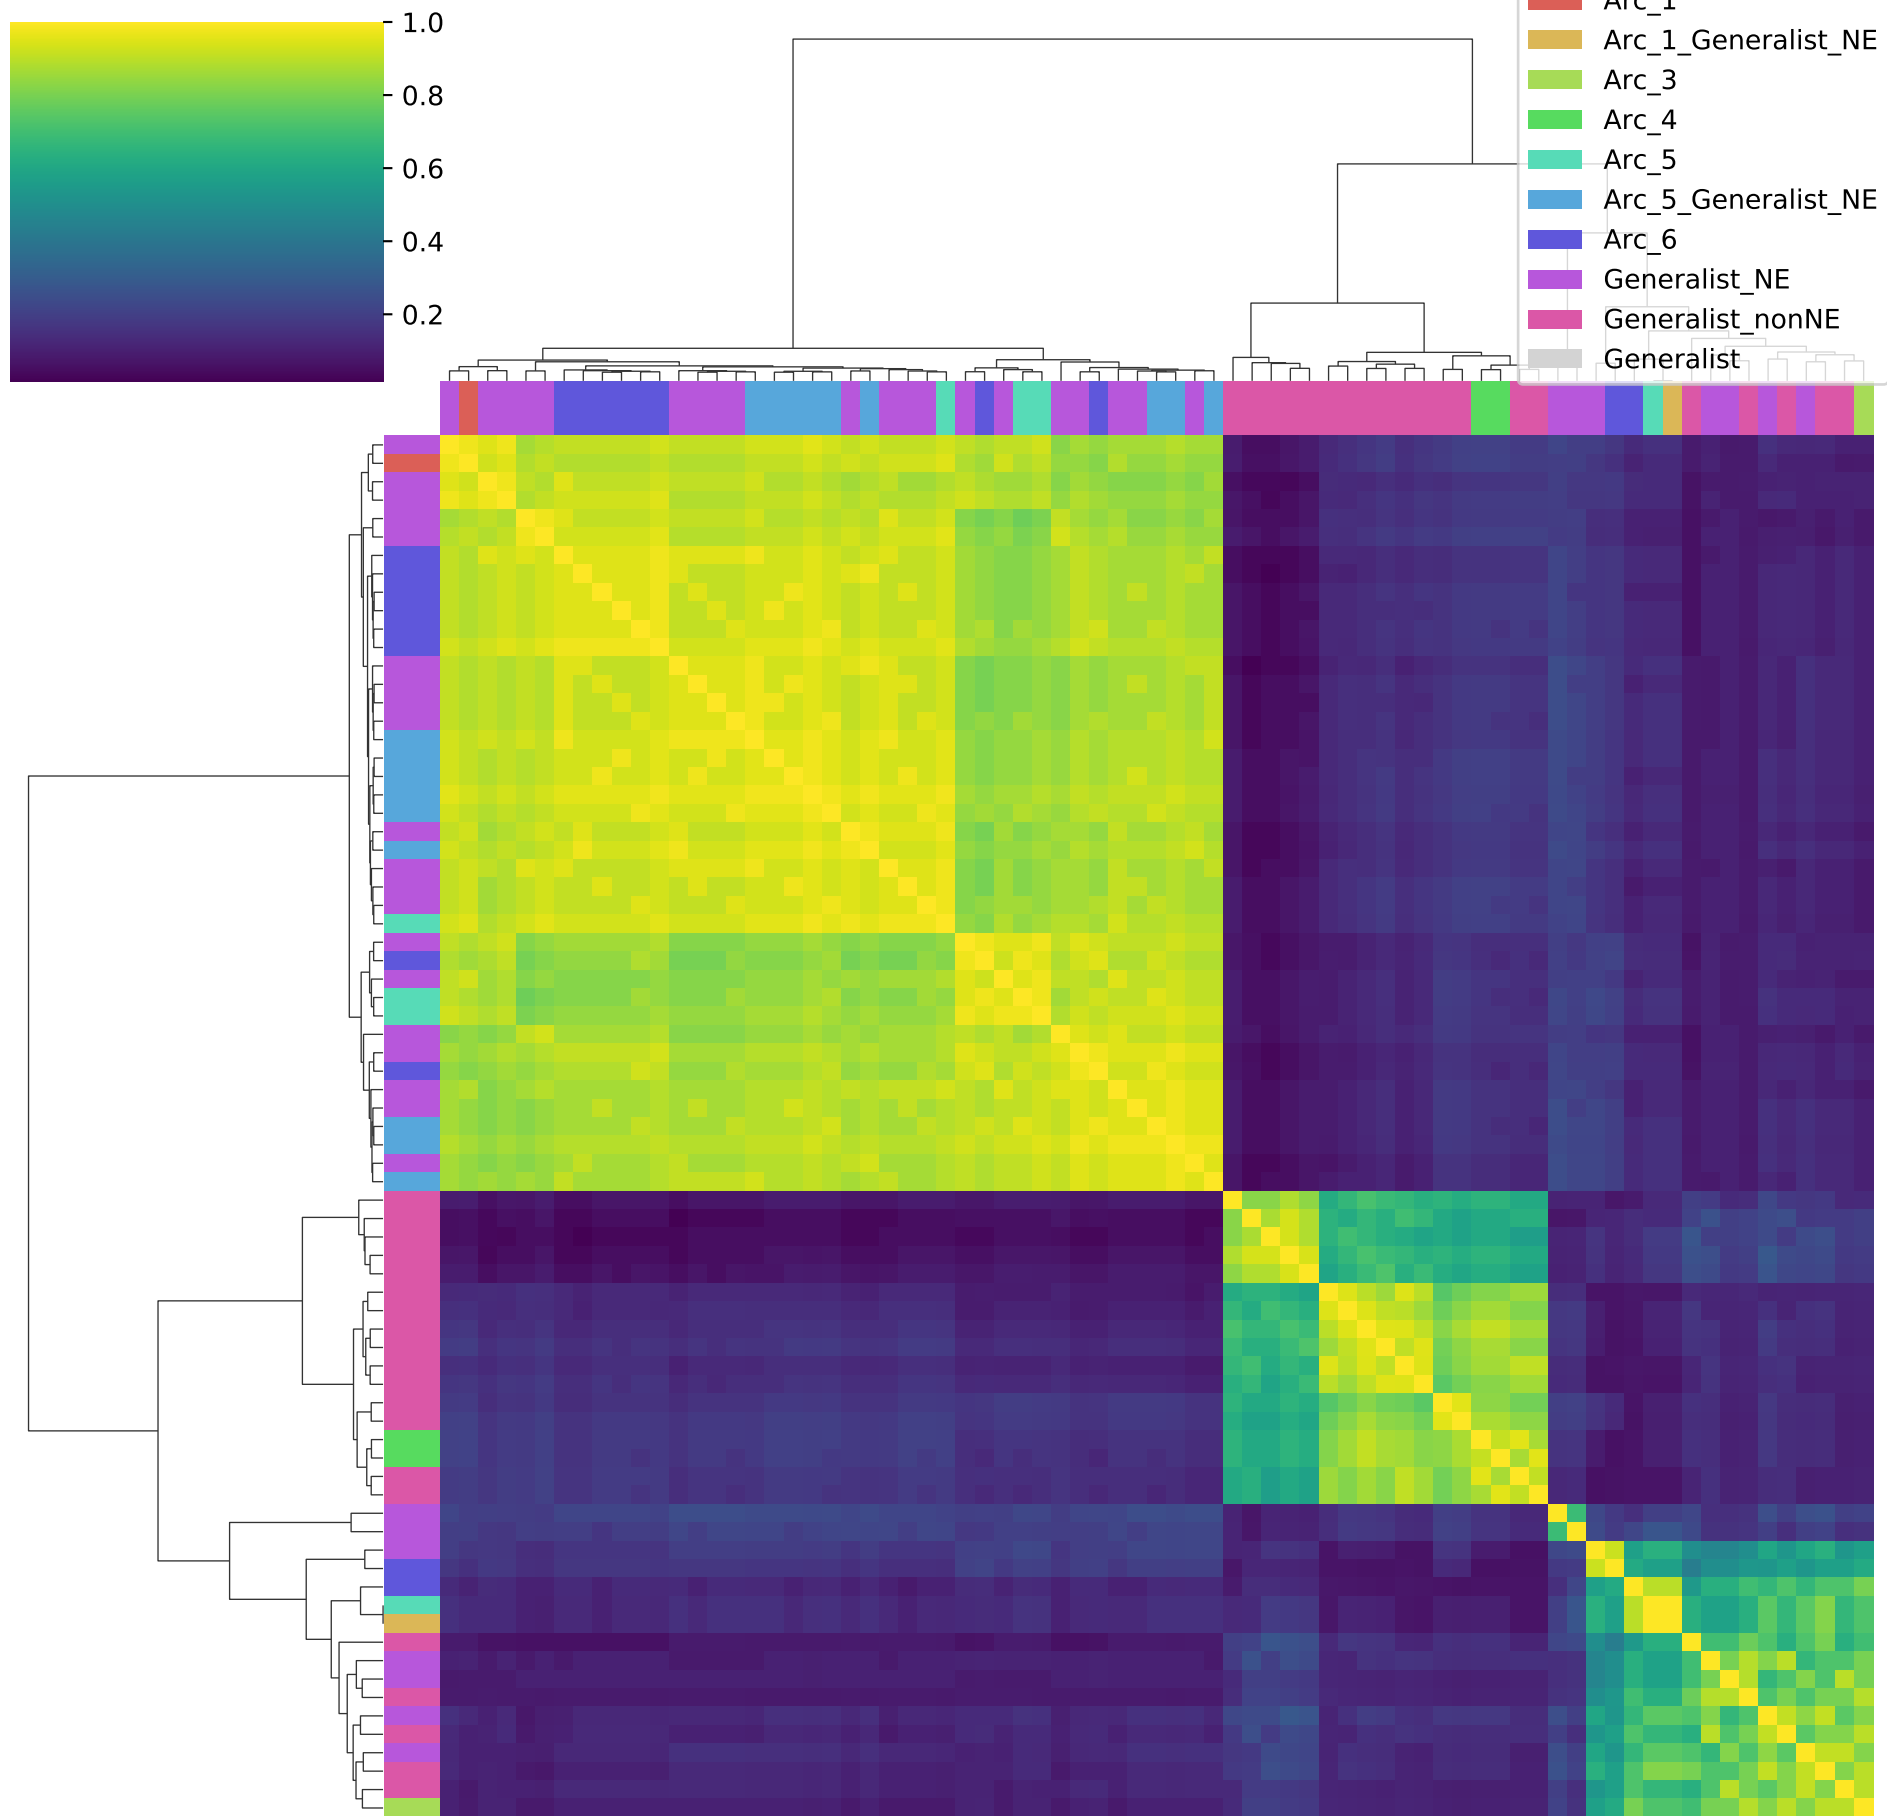 1.0
0.8
0.6
0.4
0.2
Arc_1
Arc_1_Generalist_NE
Arc_3
Arc_4
Arc_5
Arc_5_Generalist_NE
Arc_6
Generalist_NE
Generalist_nonNE
Generalist